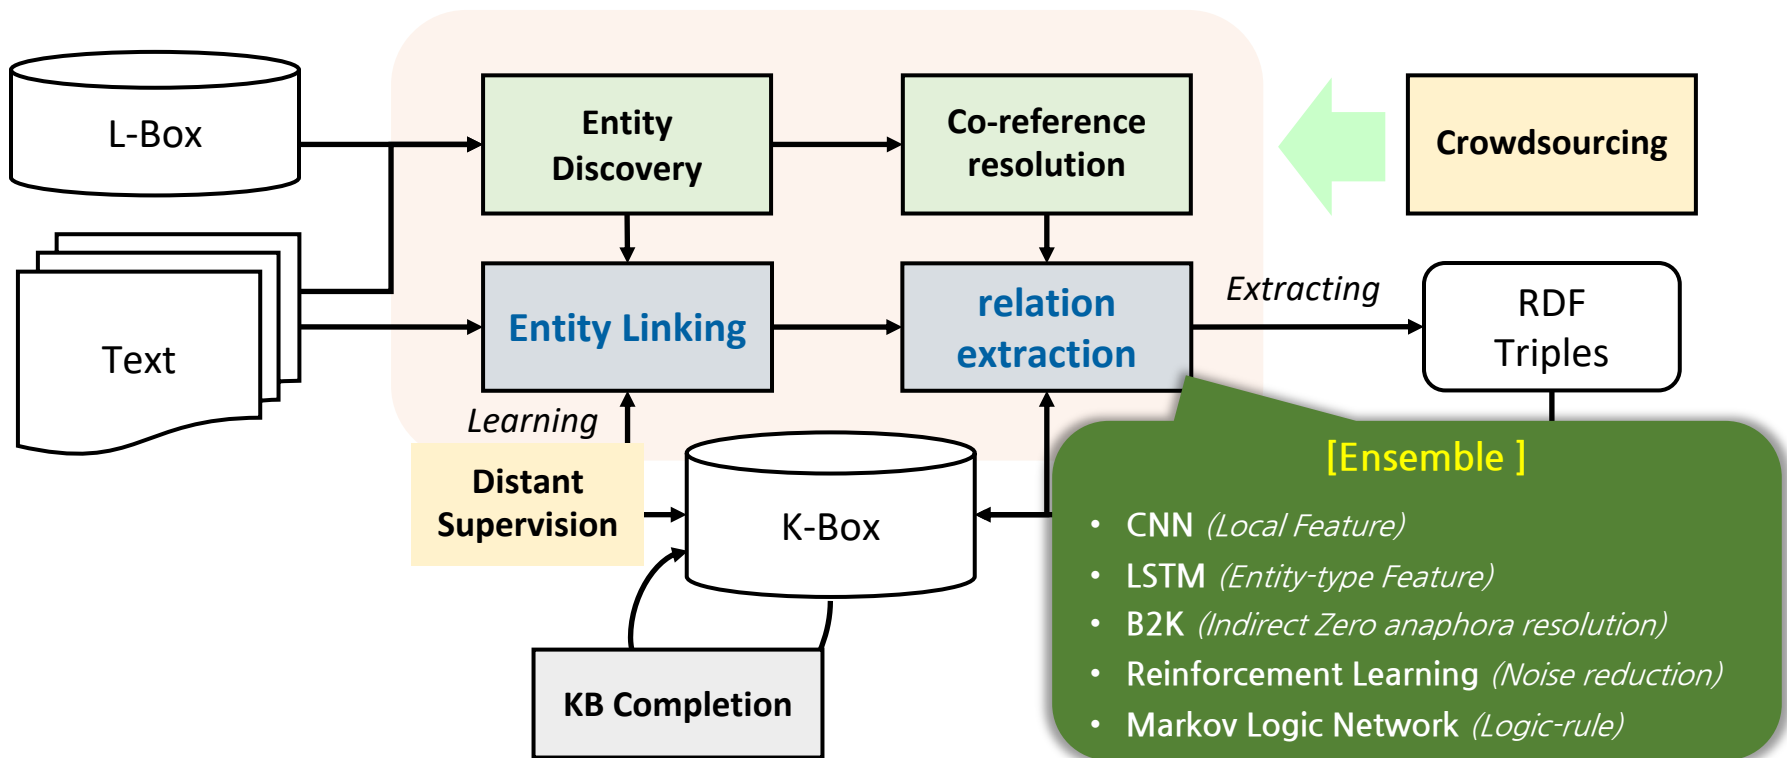 L-Box
Entity
Discovery
Co-reference
resolution
Crowdsourcing
Text
Entity Linking
relation
extraction
Extracting
RDF
Triples
Learning
Distant
Supervision
K-Box
KB Completion
[Ensemble ]
• CNN (Local Feature)
• LSTM (Entity-type Feature)
• B2K (Indirect Zero anaphora resolution)
• Reinforcement Learning (Noise reduction)
• Markov Logic Network (Logic-rule)